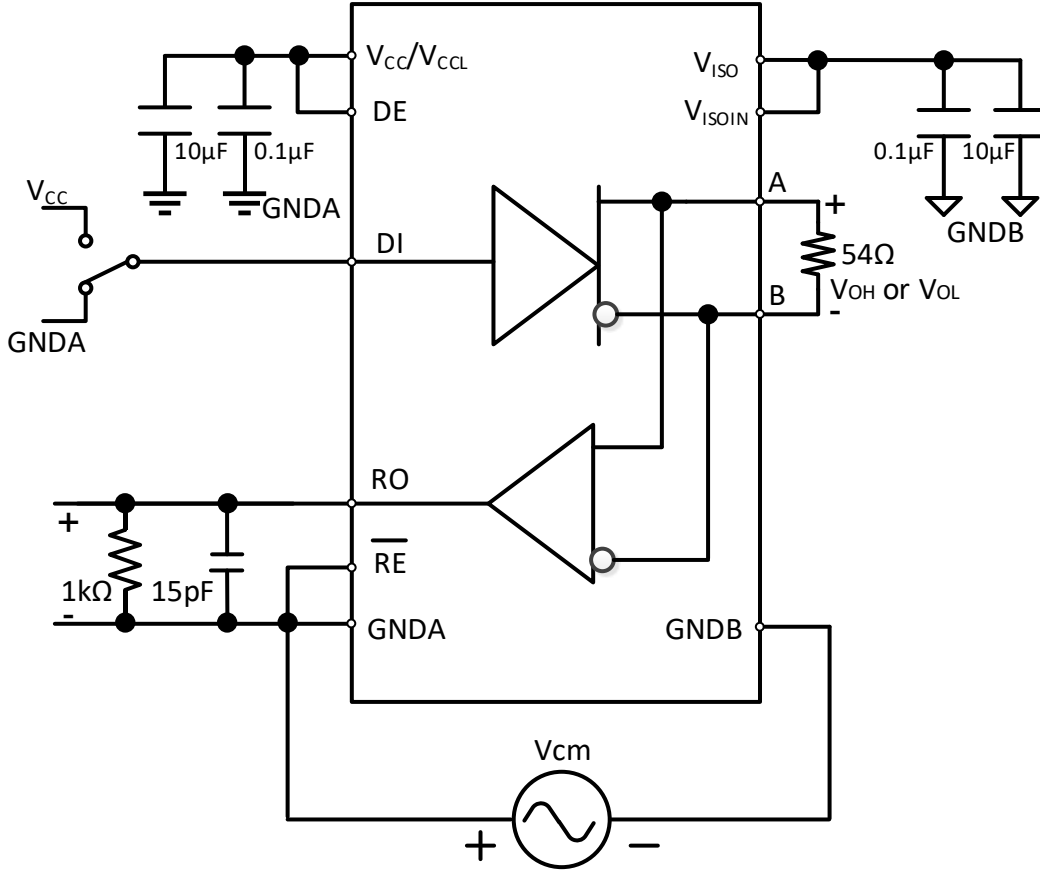 VCC/VCCL
DE
10µF
0.1µF
GNDA
VCC
GNDA
DI
VISO
VISOIN
0.1µF
10µF
GNDB
A
+
54Ω
B
VOH or VOL
-
RO
+
RE
1kΩ
15pF
-
GNDA
GNDB
Vcm
+
−